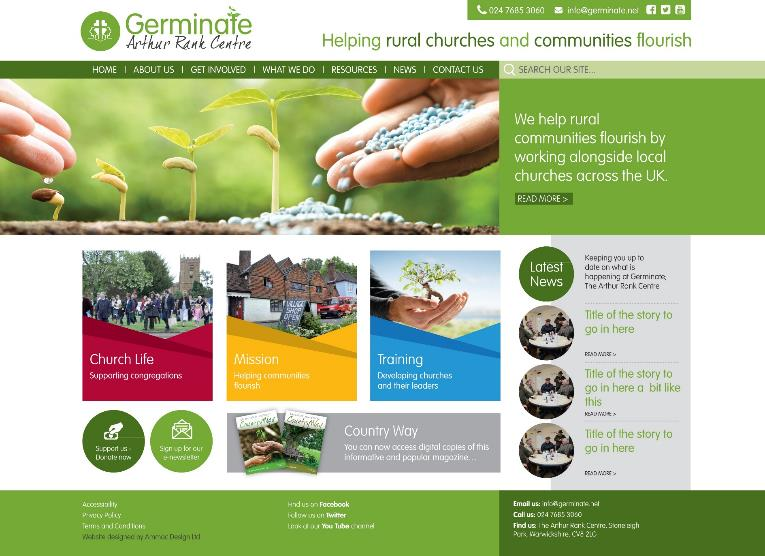 Germinate
Arthur Rank Centre
024 7685 3060
info@germinate.net
Helping rural churches and communities flourish
HOME | ABOUT US | GET INVOLVED | WHAT WE DO | RESOURCES | NEWS | CONTACT US
SEARCH OUR SITE...
We help rural
communities flourish by
working alongside local
churches across the UK.
READ MORE >
VILLAGE
SHOP
OPEN
Church Life
Supporting congregations
Mission
Helping communities
flourish
Training
Developing churches
and their leaders
Latest
News
Keeping you up to
date on what is
happening at Germinate;
The Arthur Rank Centre
Title of the story to
go in here
READ MORE >
Title of the story to
go in here a bit like
this
READ MORE >
Title of the story to
go in here
READ MORE >
Support us -
Donate now
Sign up for our
e-newsletter
CountryWay
CountryWay
Country Way
You can now access digital copies of this
informative and popular magazine...
Accessibility
Privacy Policy
Terms and Conditions
Website designed by Ammac Design Ltd
Find us on Facebook
Follow us on Twitter
Look at our You Tube channel
Email us: info@germinate.net
Call us: 024 7685 3060
Find us: The Arthur Rank Centre, Stoneleigh
Park, Warwickshire, CV8 2LG